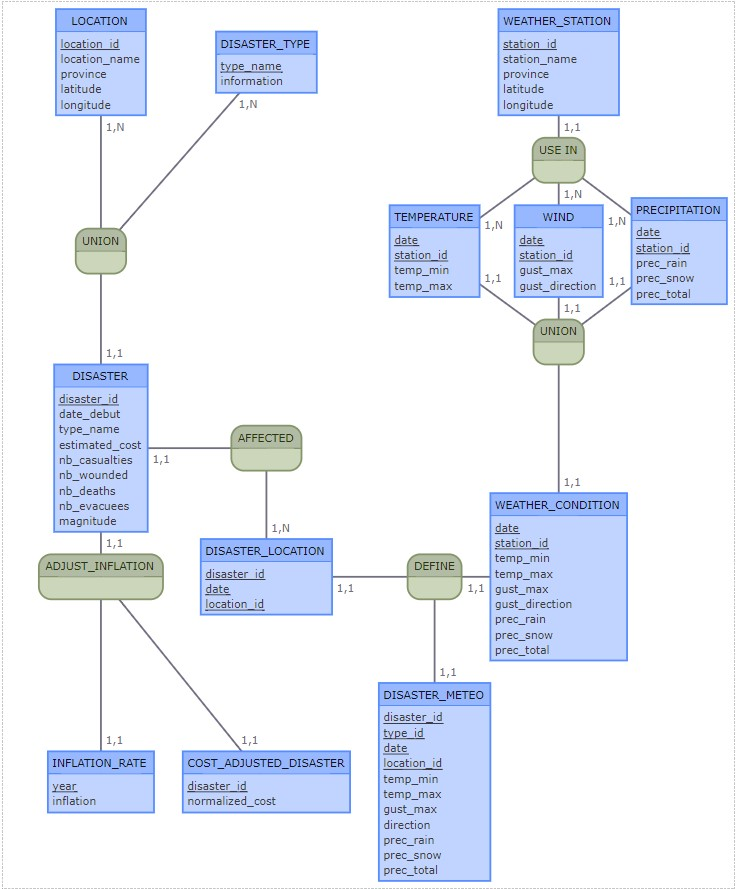 LOCATION
location_id
location_name
province
latitude
longitude
1,N
DISASTER_TYPE
type_name
information
1,N
WEATHER_STATION
station_id
station_name
province
latitude
longitude
1,1
USE IN
1,N
1,N
1,N
TEMPERATURE
date
station_id
temp_min
temp_max
1,1
WIND
date
station_id
gust_max
gust_direction
1,1
PRECIPITATION
date
station_id
prec_rain
prec_snow
prec_total
1,1
UNION
UNION
1,1
1,1
DISASTER
disaster_id
date_debut
type_name
estimated_cost
nb_casualties
nb_wounded
nb_deaths
nb_evacuees
magnitude
1,1
1,1
AFFECTED
1,N
DISASTER_LOCATION
disaster_id
date
location_id
1,1
DEFINE
1,1
1,1
WEATHER_CONDITION
date
station_id
temp_min
temp_max
gust_max
gust_direction
prec_rain
prec_snow
prec_total
ADJUST_INFLATION
1,1
1,1
INFLATION_RATE
year
inflation
COST_ADJUSTED_DISASTER
disaster_id
normalized_cost
DISASTER_METEO
disaster_id
type_id
date
location_id
temp_min
temp_max
gust_max
direction
prec_rain
prec_snow
prec_total